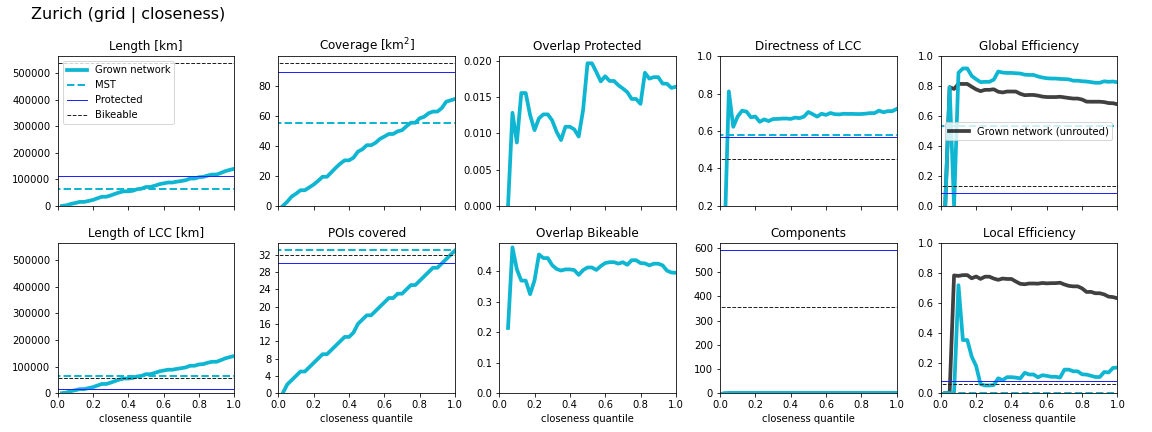 Zurich (grid | closeness)
Length [km]
500000
400000
300000
200000
100000
0
Grown network
MST
Protected
Bikeable
Coverage [km²]
80
60
40
20
0
Overlap Protected
0.020
0.015
0.010
0.005
0.000
Directness of LCC
1.0
0.8
0.6
0.4
0.2
Global Efficiency
1.0
0.8
0.6
0.4
0.2
0.0
Grown network (unrouted)
Length of LCC [km]
500000
400000
300000
200000
100000
0
0.0 0.2 0.4 0.6 0.8 1.0
closeness quantile
POIs covered
32
28
24
20
16
12
8
4
0
0.0 0.2 0.4 0.6 0.8 1.0
closeness quantile
Overlap Bikeable
0.4
0.3
0.2
0.1
0.0
0.0 0.2 0.4 0.6 0.8 1.0
closeness quantile
Components
600
500
400
300
200
100
0
0.0 0.2 0.4 0.6 0.8 1.0
closeness quantile
Local Efficiency
1.0
0.8
0.6
0.4
0.2
0.0
0.0 0.2 0.4 0.6 0.8 1.0
closeness quantile